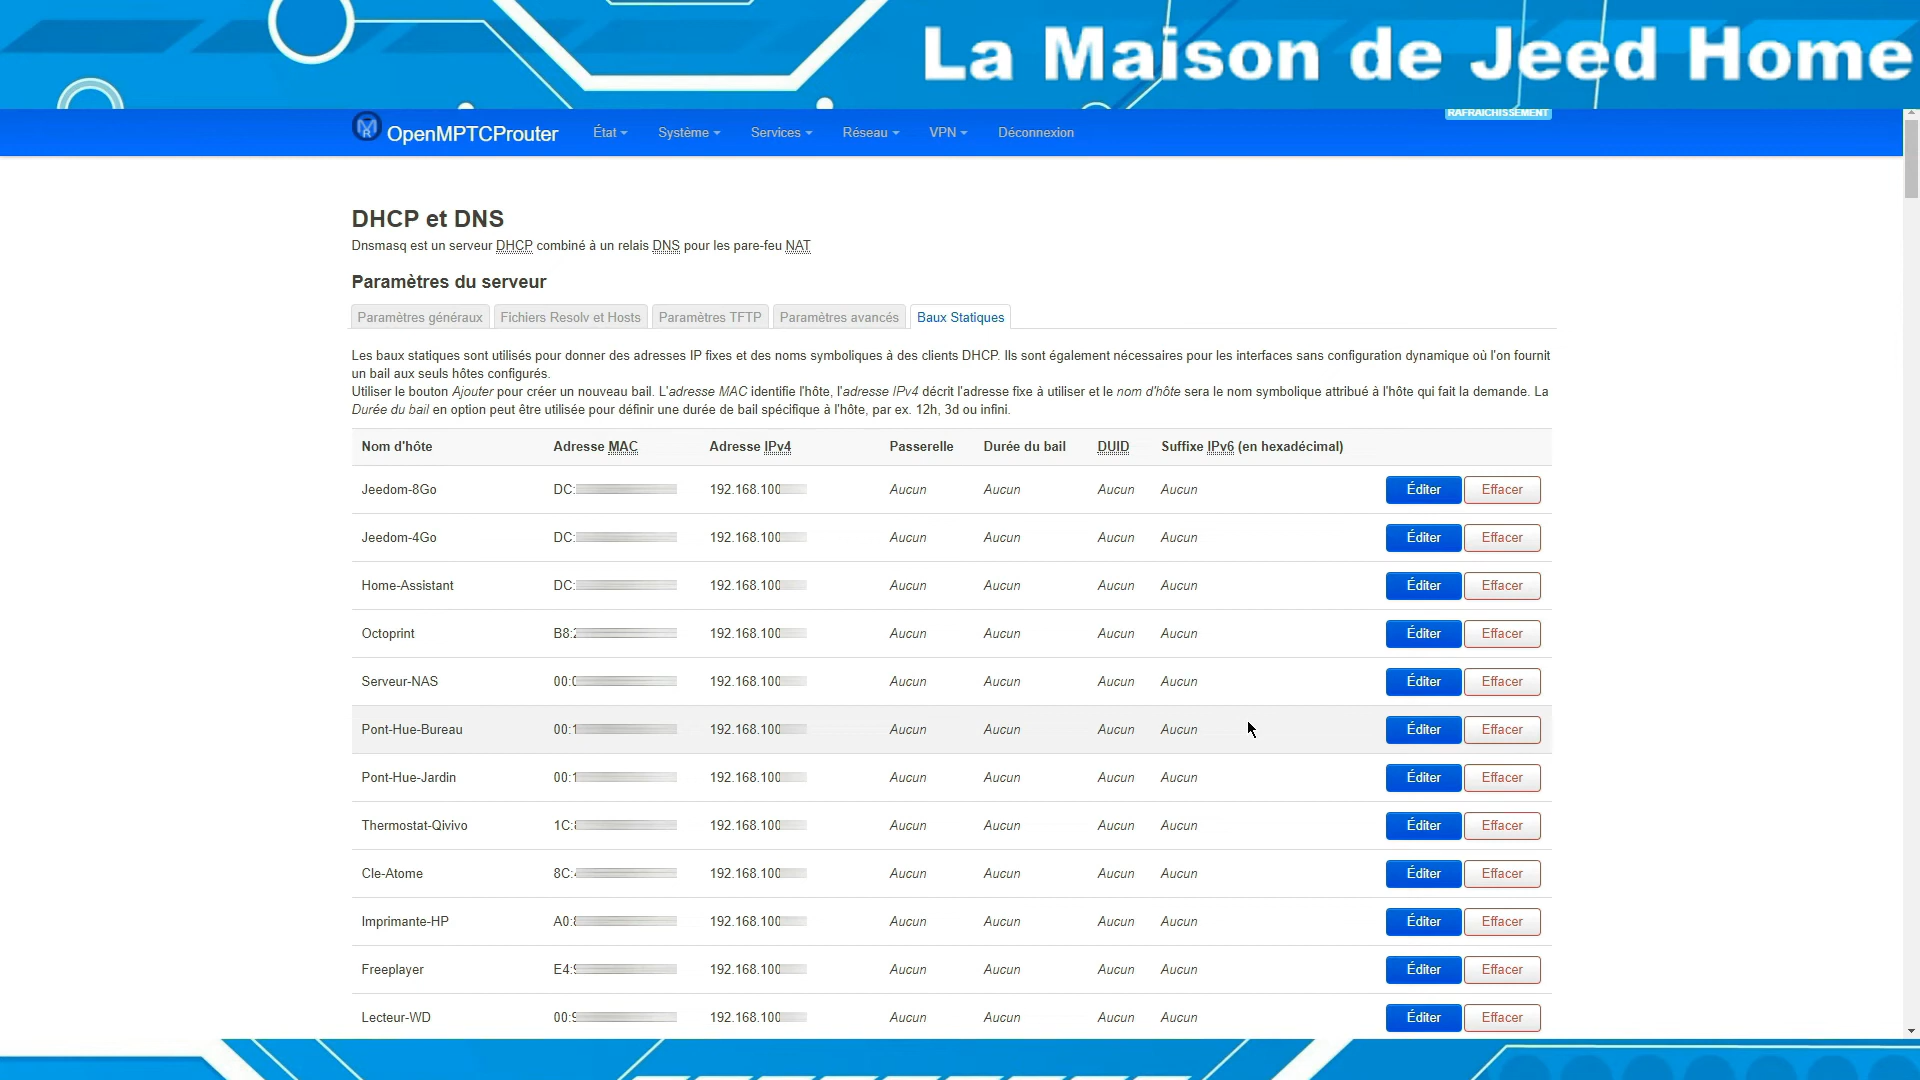 La Maison de Jeed Home
RAFRAÎCHISSEMENT
OpenMPTCProuter État Système Services Réseau VPN Déconnexion
DHCP et DNS
Dnsmasq est un serveur DHCP combiné à un relais DNS pour les pare-feu NAT
Paramètres du serveur
Paramètres généraux Fichiers Resolv et Hosts Paramètres TFTP Paramètres avancés Baux Statiques
Les baux statiques sont utilisés pour donner des adresses IP fixes et des noms symboliques à des clients DHCP. Ils sont également nécessaires pour les interfaces sans configuration dynamique où l'on fournit
un bail aux seuls hôtes configurés.
Utiliser le bouton Ajouter pour créer un nouveau bail. L'adresse MAC identifie l'hôte, l'adresse IPv4 décrit l'adresse fixe à utiliser et le nom d'hôte sera le nom symbolique attribué à l'hôte qui fait la demande. La
Durée du bail en option peut être utilisée pour définir une durée de bail spécifique à l'hôte, par ex. 12h, 3d ou infini.
Nom d'hôte Adresse MAC Adresse IPv4 Passerelle Durée du bail DUID Suffixe IPv6 (en hexadécimal)
Jeedom-8Go DC: 192.168.100 Aucun Aucun Aucun Aucun Éditer Effacer
Jeedom-4Go DC: 192.168.100 Aucun Aucun Aucun Aucun Éditer Effacer
Home-Assistant DC: 192.168.100 Aucun Aucun Aucun Aucun Éditer Effacer
Octoprint B8: 192.168.100 Aucun Aucun Aucun Aucun Éditer Effacer
Serveur-NAS 00: 192.168.100 Aucun Aucun Aucun Aucun Éditer Effacer
Pont-Hue-Bureau 00:1 192.168.100 Aucun Aucun Aucun Aucun Éditer Effacer
Pont-Hue-Jardin 00:1 192.168.100 Aucun Aucun Aucun Aucun Éditer Effacer
Thermostat-Qivivo 1C: 192.168.100 Aucun Aucun Aucun Aucun Éditer Effacer
Cle-Atome 8C: 192.168.100 Aucun Aucun Aucun Aucun Éditer Effacer
Imprimante-HP A0: 192.168.100 Aucun Aucun Aucun Aucun Éditer Effacer
Freeplayer E4: 192.168.100 Aucun Aucun Aucun Aucun Éditer Effacer
Lecteur-WD 00: 192.168.100 Aucun Aucun Aucun Aucun Éditer Effacer